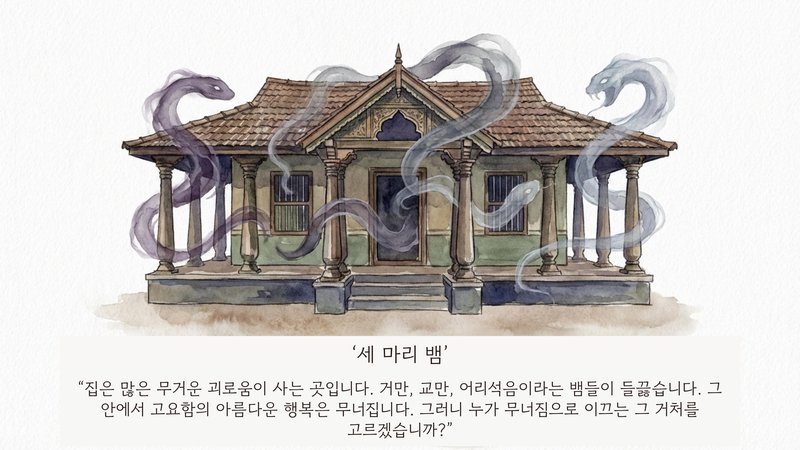 ‘세 마리 뱀’
“집은 많은 무거운 괴로움이 사는 곳입니다. 거만, 교만, 어리석음이라는 뱀들이 들끓습니다. 그
안에서 고요함의 아름다운 행복은 무너집니다. 그러니 누가 무너짐으로 이끄는 그 거처를
고르겠습니까?”